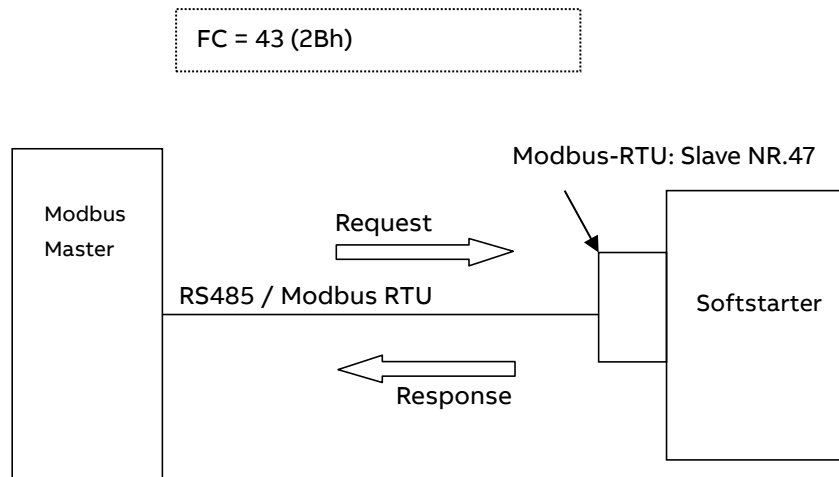 FC = 43 (2Bh)
Modbus-RTU: Slave NR.47
Modbus
Master
Request
RS485 / Modbus RTU
Softstarter
Response